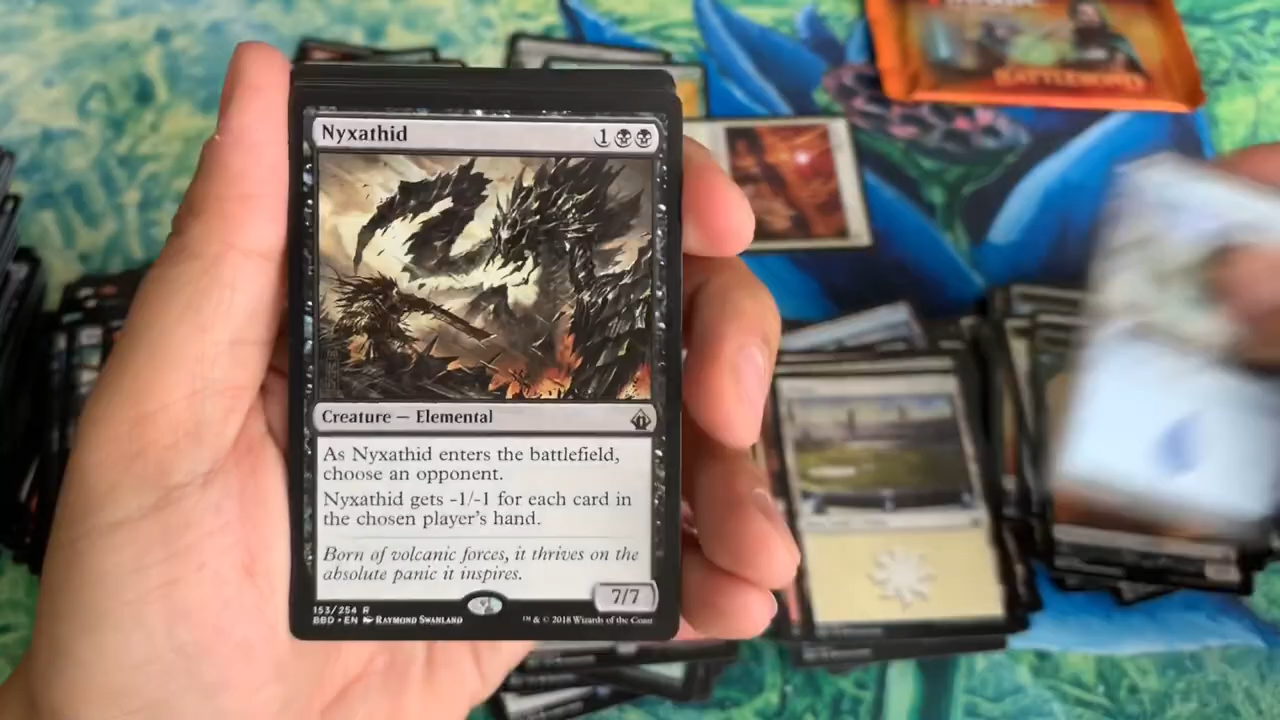 BATTLEBOND
Nyxathid
1
Creature — Elemental
As Nyxathid enters the battlefield,
choose an opponent.
Nyxathid gets -1/-1 for each card in
the chosen player's hand.
Born of volcanic forces, it thrives on the
absolute panic it inspires.
7/7
153/254 R
BBD • EN RAYMOND SWANLAND
™ & © 2018 Wizards of the Coast